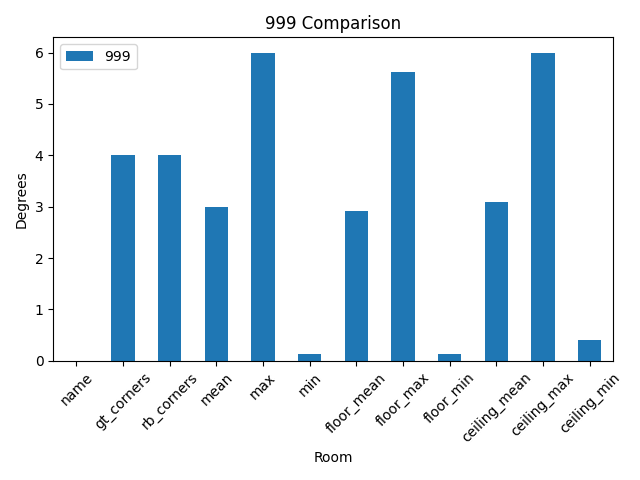 999 Comparison
999
6
5
4
3
2
1
0
Degrees
name
gt_corners
rb_corners
mean
max
min
floor_mean
floor_max
floor_min
ceiling_mean
ceiling_max
ceiling_min
Room